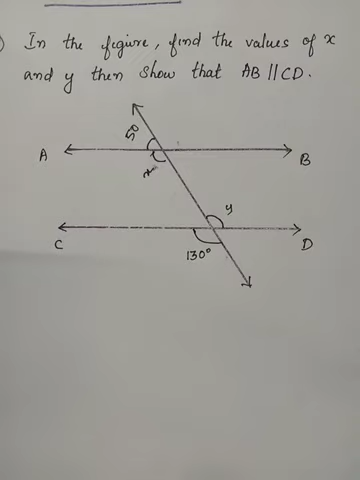 ) In the figure, find the values of x
and y then show that AB || CD.
50
A
B
x
y
C
D
130°